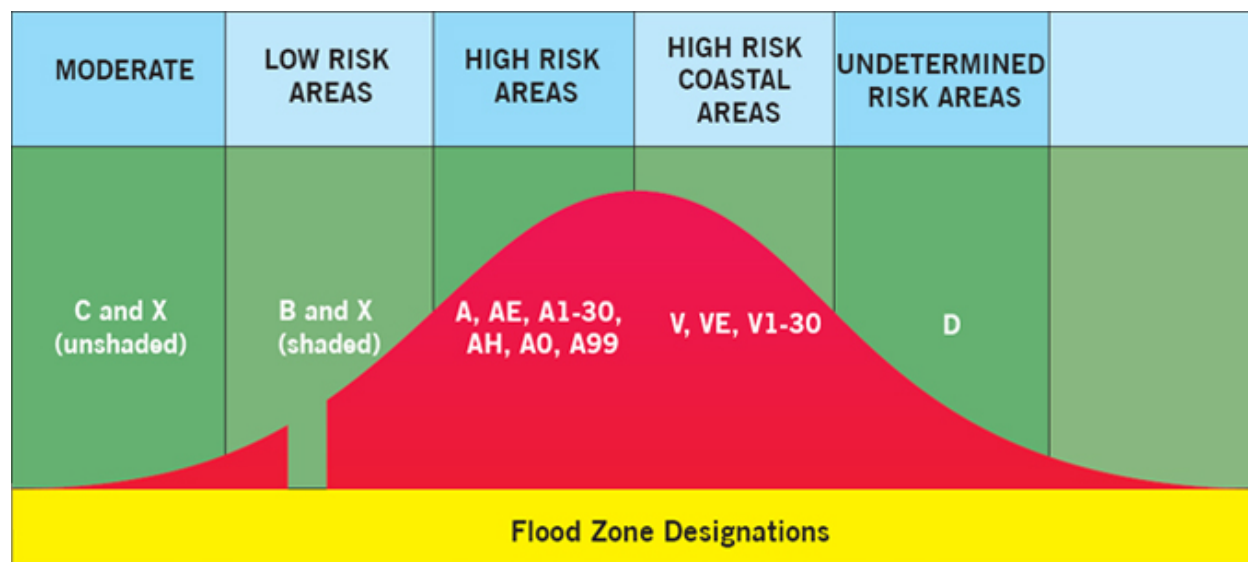 MODERATE
LOW RISK
AREAS
HIGH RISK
AREAS
HIGH RISK
COASTAL
AREAS
UNDETERMINED
RISK AREAS
C and X
(unshaded)
B and X
(shaded)
A, AE, A1-30,
AH, A0, A99
V, VE, V1-30
D
Flood Zone Designations